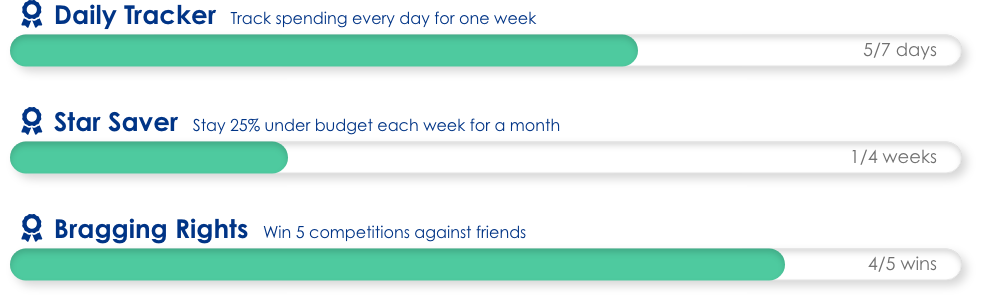 Daily Tracker Track spending every day for one week
5/7 days
Star Saver Stay 25% under budget each week for a month
1/4 weeks
Bragging Rights Win 5 competitions against friends
4/5 wins